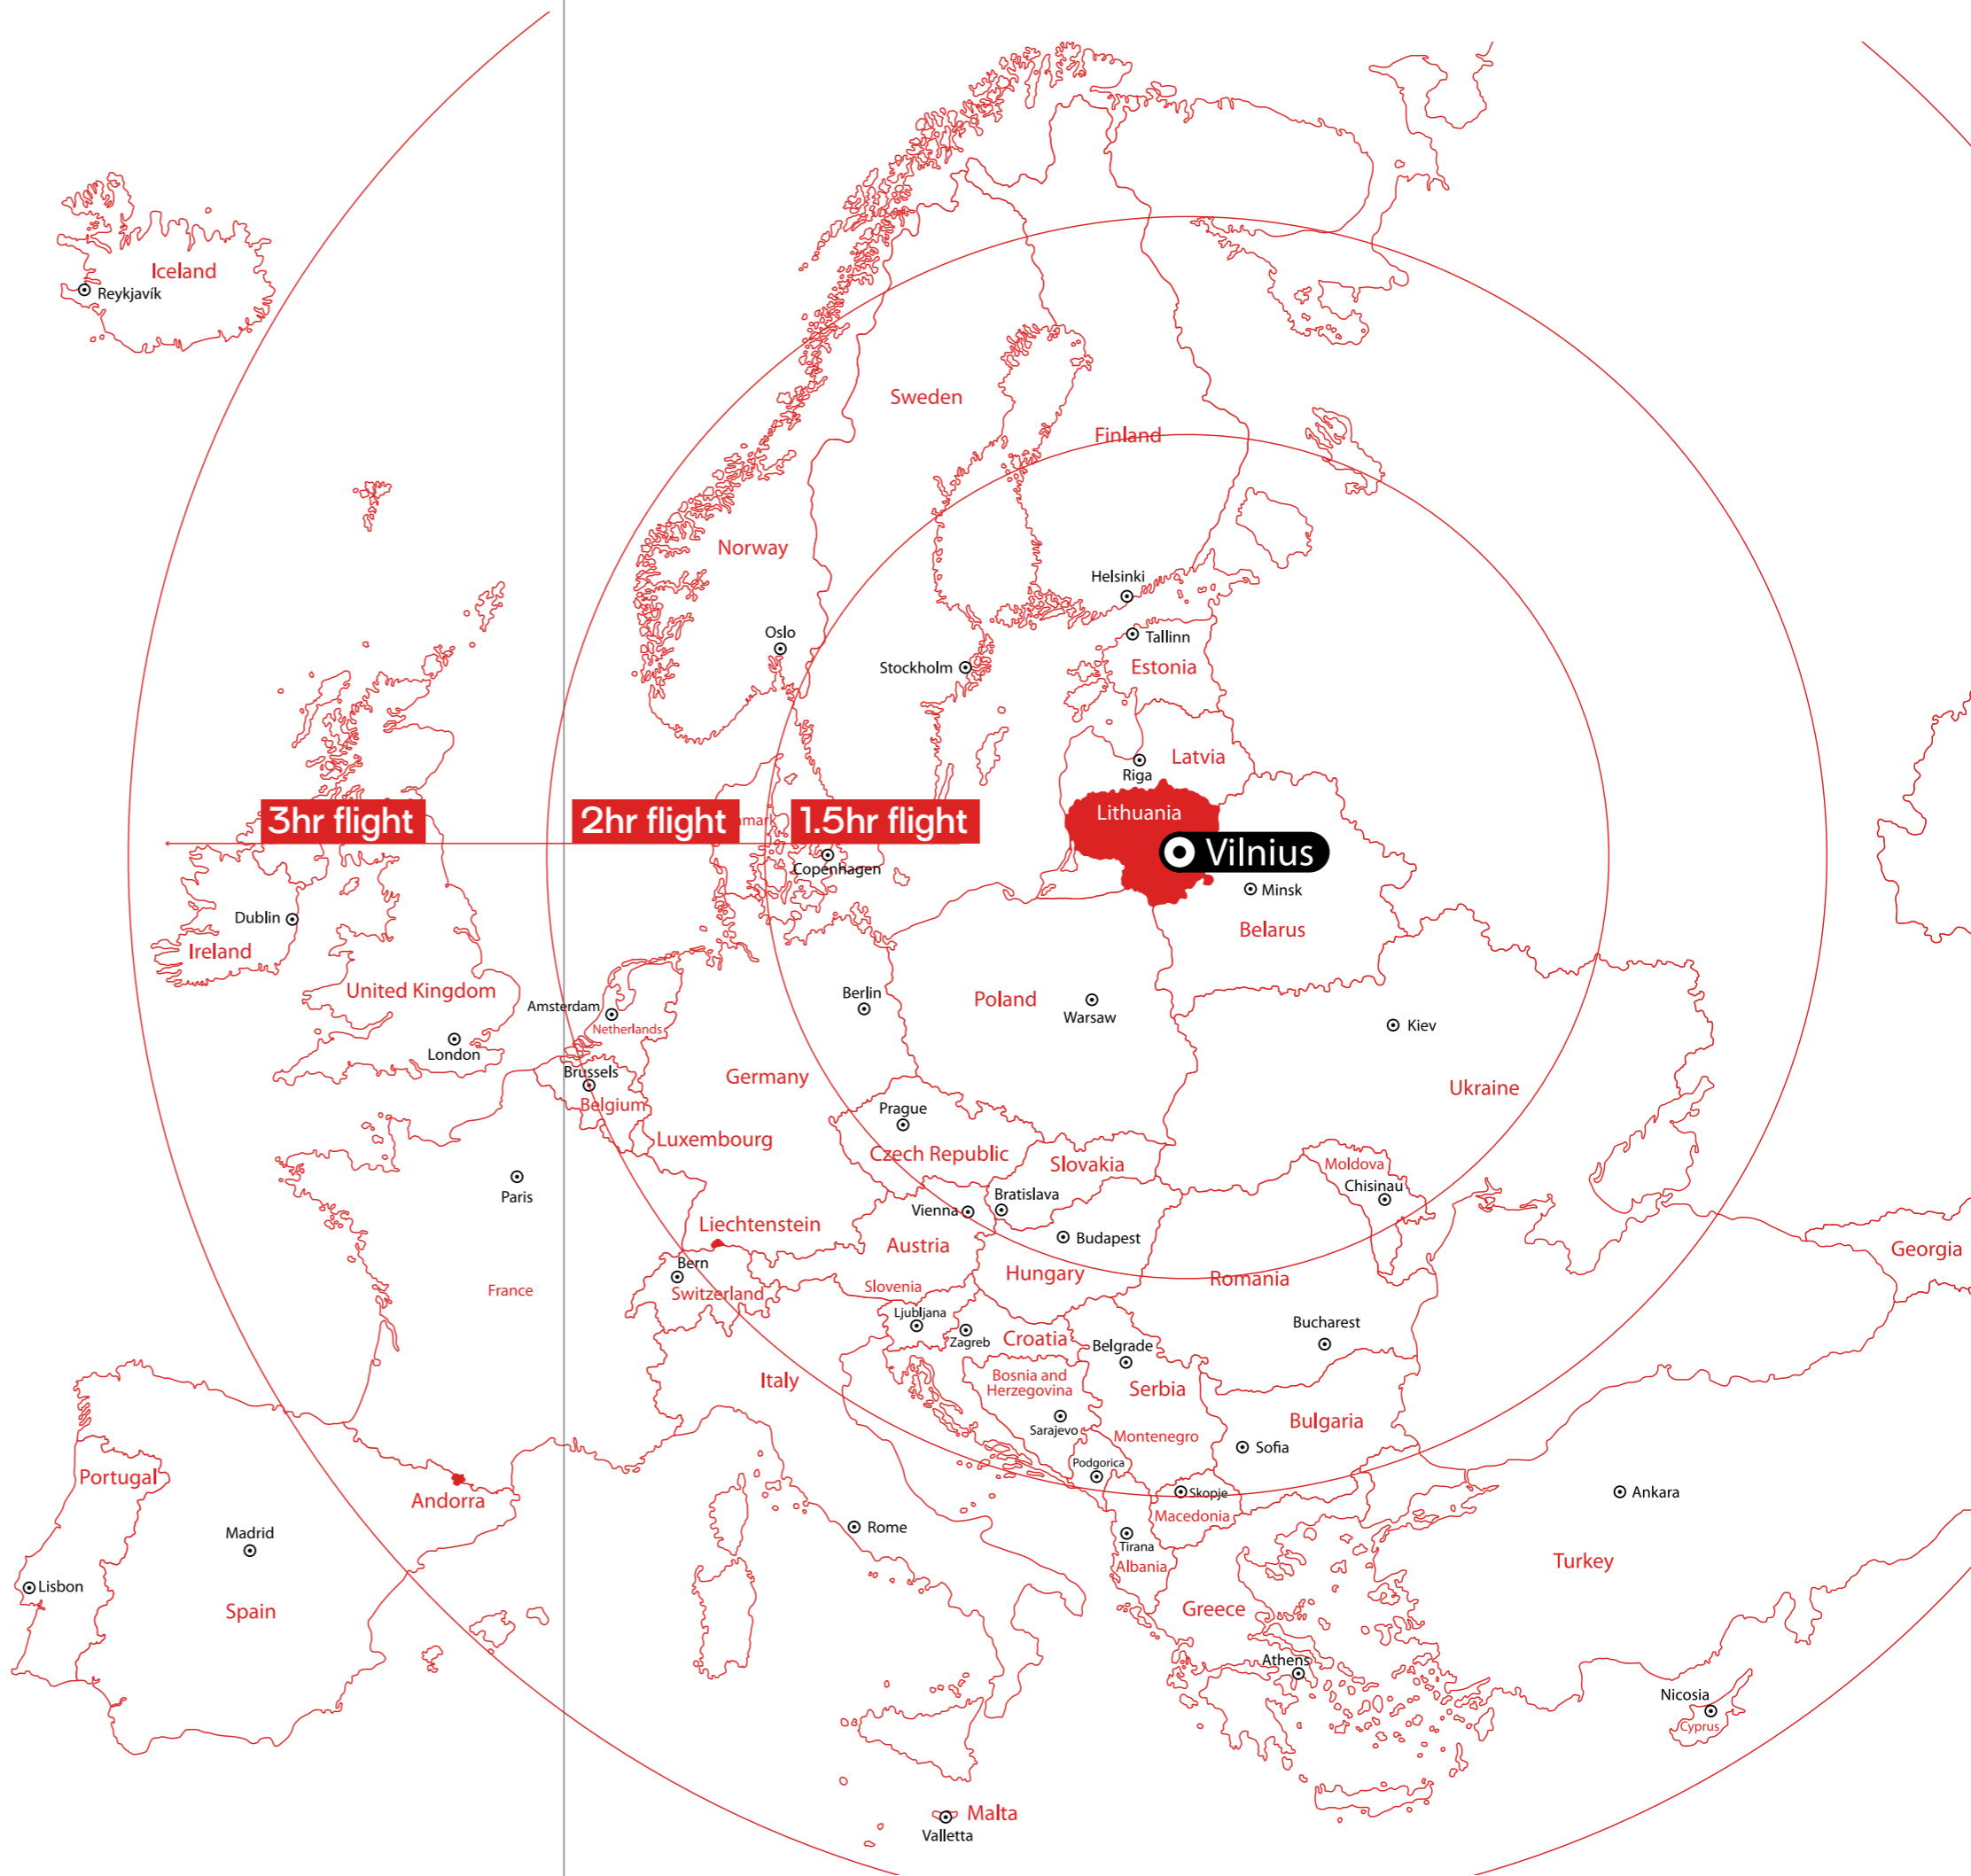 Iceland
Reykjavík
Sweden
Finland
Norway
Helsinki
Oslo
Tallinn
Stockholm
Estonia
Latvia
Riga
Lithuania
3hr flight
2hr flight
nmark
1.5hr flight
Vilnius
Copenhagen
Minsk
Dublin
Belarus
Ireland
United Kingdom
Berlin
Poland
Amsterdam
Warsaw
Netherlands
Kiev
London
Brussels
Germany
Ukraine
Belgium
Prague
Luxembourg
Czech Republic
Slovakia
Moldova
Chisinau
Paris
Bratislava
Vienna
Liechtenstein
Budapest
Austria
Georgia
Bern
Hungary
Romania
France
Switzerland
Slovenia
Ljubljana
Zagreb
Croatia
Belgrade
Bucharest
Italy
Bosnia and
Herzegovina
Serbia
Bulgaria
Sarajevo
Montenegro
Sofia
Podgorica
Portugal
Andorra
Skopje
Ankara
Macedonia
Madrid
Rome
Tirana
Albania
Turkey
Lisbon
Spain
Greece
Athens
Nicosia
Cyprus
Malta
Valletta